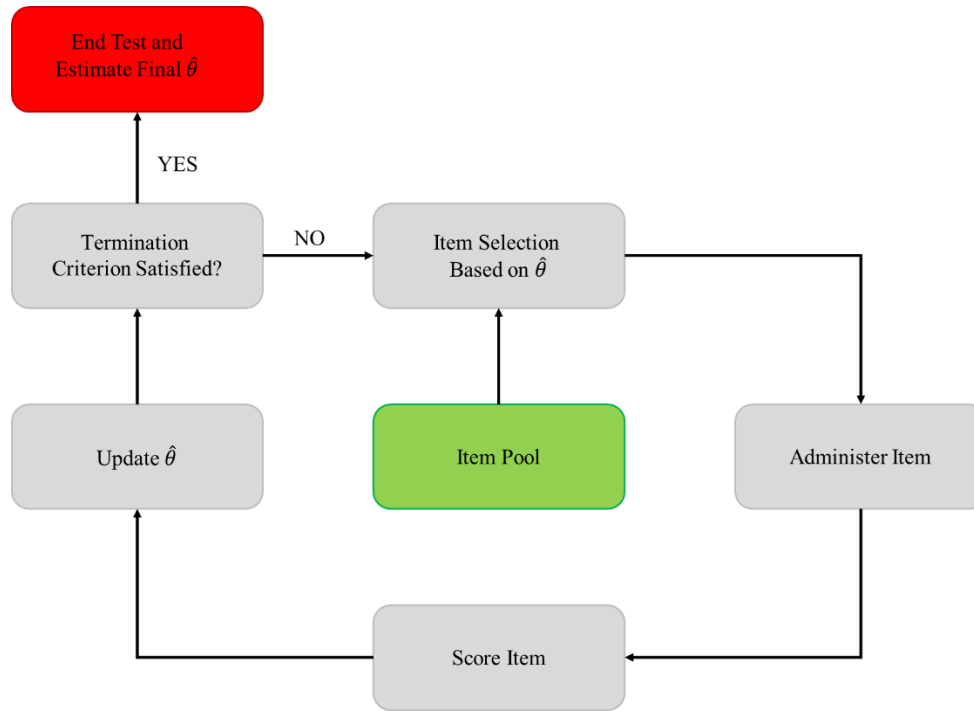 End Test and
Estimate Final θ̂
YES
Termination
Criterion Satisfied?
NO
Item Selection
Based on θ̂
Update θ̂
Item Pool
Administer Item
Score Item